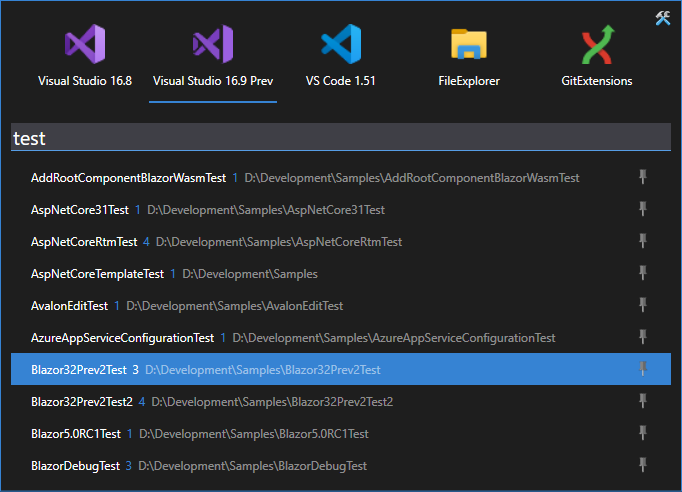 Visual Studio 16.8 Visual Studio 16.9 Prev VS Code 1.51 FileExplorer GitExtensions
test
AddRootComponentBlazorWasmTest 1 D:\Development\Samples\AddRootComponentBlazorWasmTest
AspNetCore31Test 1 D:\Development\Samples\AspNetCore31Test
AspNetCoreRtmTest 4 D:\Development\Samples\AspNetCoreRtmTest
AspNetCoreTemplateTest 1 D:\Development\Samples
AvalonEditTest 1 D:\Development\Samples\AvalonEditTest
AzureAppServiceConfigurationTest 1 D:\Development\Samples\AzureAppServiceConfigurationTest
Blazor32Prev2Test 3 D:\Development\Samples\Blazor32Prev2Test
Blazor32Prev2Test2 4 D:\Development\Samples\Blazor32Prev2Test2
Blazor5.0RC1Test 1 D:\Development\Samples\Blazor5.0RC1Test
BlazorDebugTest 3 D:\Development\Samples\BlazorDebugTest